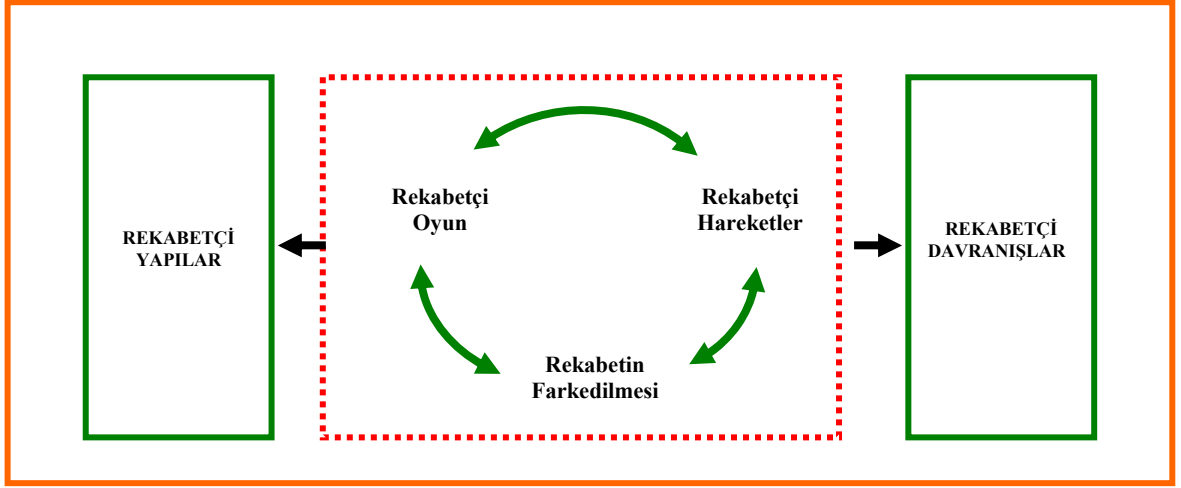 REKABETÇİ
YAPILAR
Rekabetçi
Oyun
Rekabetçi
Hareketler
Rekabetin
Farkedilmesi
REKABETÇİ
DAVRANIŞLAR